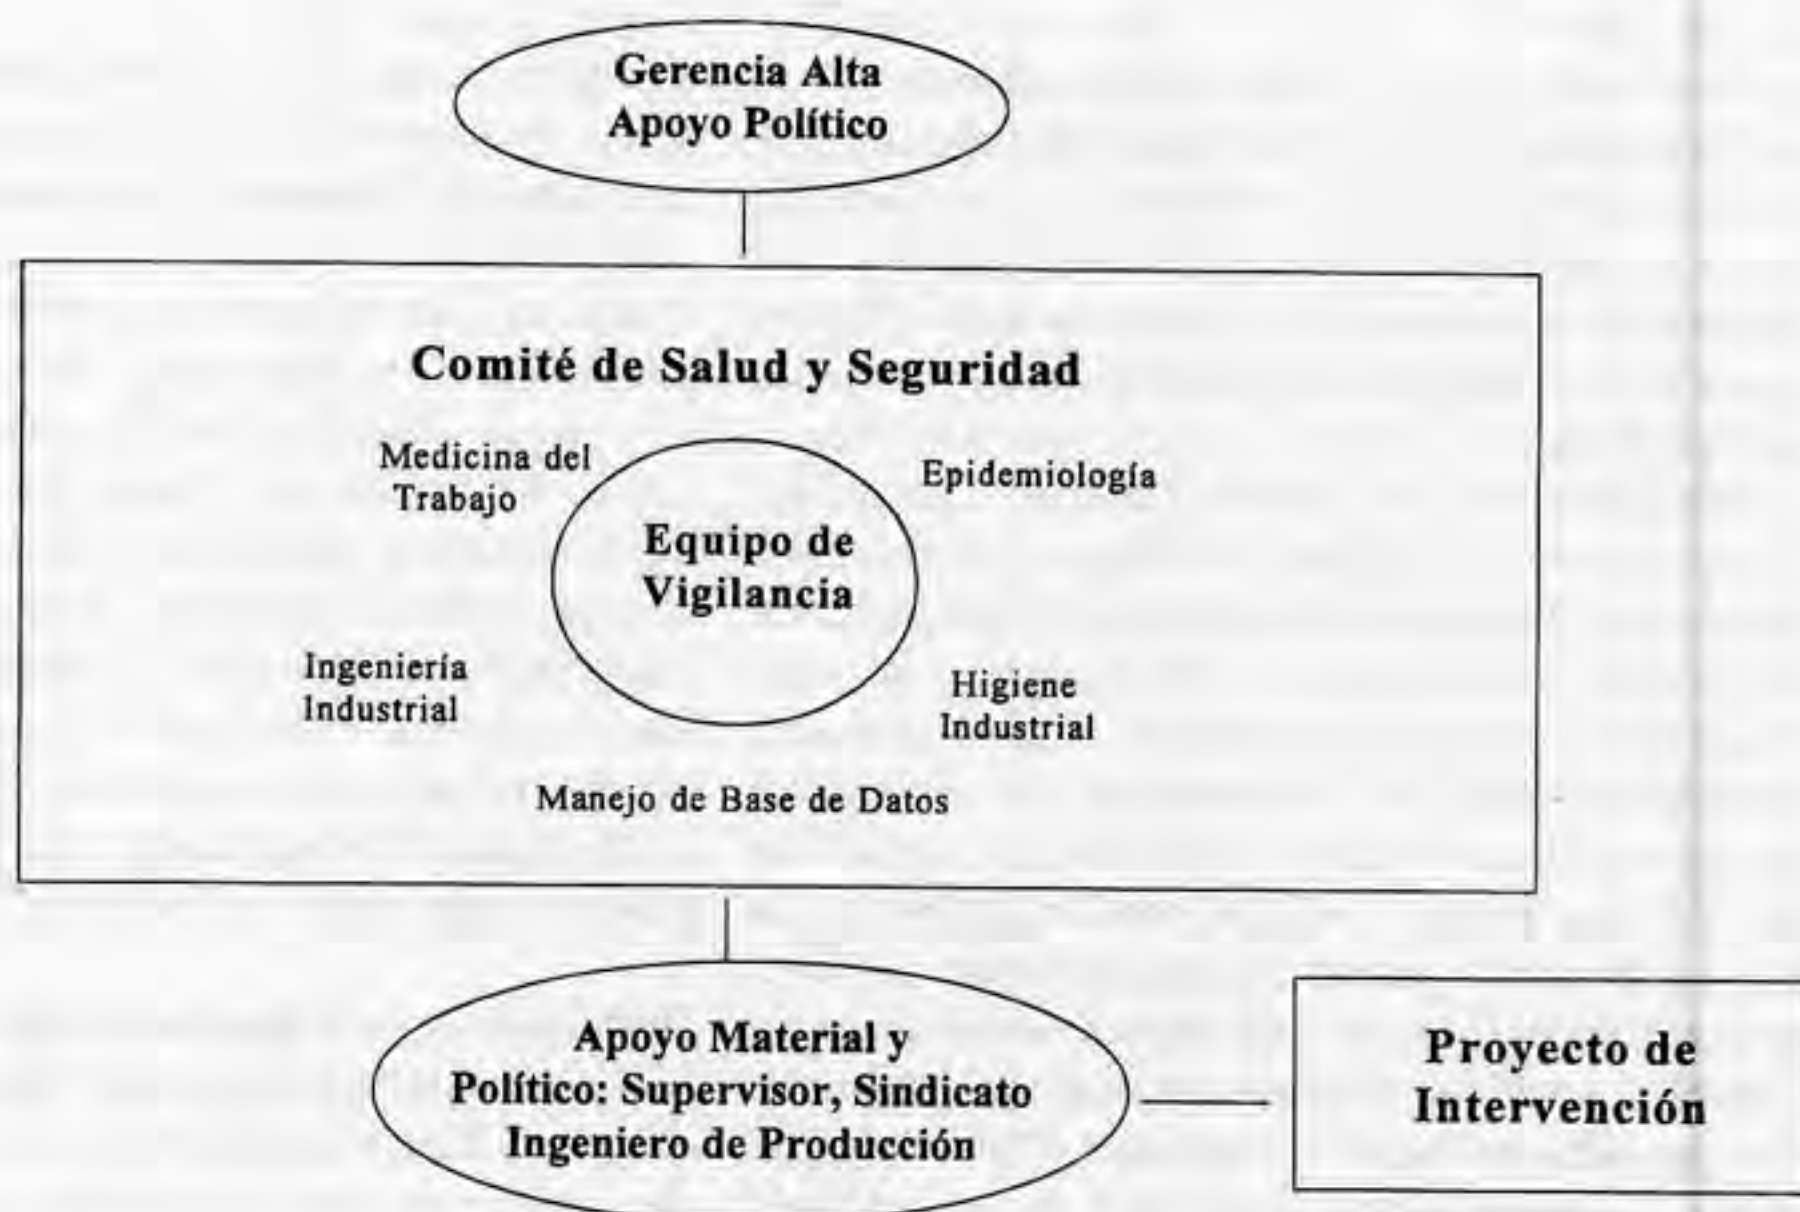 Gerencia Alta
Apoyo Político
Comité de Salud y Seguridad
Medicina del
Trabajo
Epidemiología
Equipo de
Vigilancia
Ingeniería
Industrial
Higiene
Industrial
Manejo de Base de Datos
Apoyo Material y
Político: Supervisor, Sindicato
Ingeniero de Producción
Proyecto de
Intervención